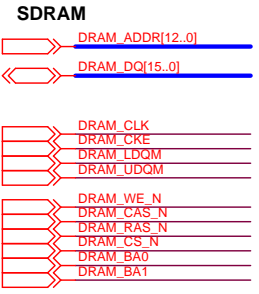 SDRAM
DRAM_ADDR[12..0]
DRAM_DQ[15..0]
DRAM_CLK
DRAM_CKE
DRAM_LDQM
DRAM_UDQM
DRAM_WE_N
DRAM_CAS_N
DRAM_RAS_N
DRAM_CS_N
DRAM_BA0
DRAM_BA1